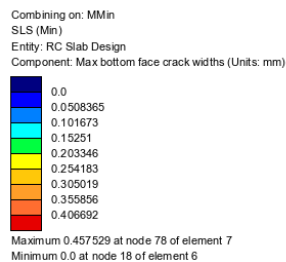 Combining on: MMin
SLS (Min)
Entity: RC Slab Design
Component: Max bottom face crack widths (Units: mm)
0.0
0.0508365
0.101673
0.15251
0.203346
0.254183
0.305019
0.355856
0.406692
Maximum 0.457529 at node 78 of element 7
Minimum 0.0 at node 18 of element 6